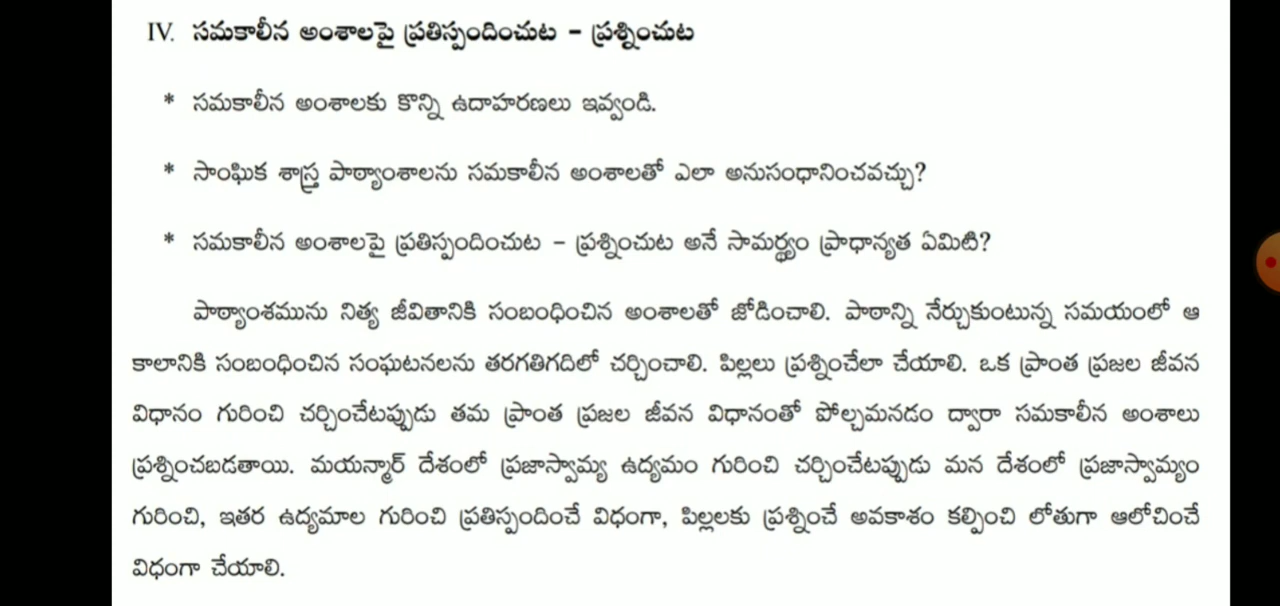 IV. సమకాలీన అంశాలపై ప్రతిస్పందించుట - ప్రశ్నించుట
* సమకాలీన అంశాలకు కొన్ని ఉదాహరణలు ఇవ్వండి.
* సాంఘిక శాస్త్ర పాఠ్యాంశాలను సమకాలీన అంశాలతో ఎలా అనుసంధానించవచ్చు?
* సమకాలీన అంశాలపై ప్రతిస్పందించుట - ప్రశ్నించుట అనే సామర్థ్యం ప్రాధాన్యత ఏమిటి?
పాఠ్యాంశమును నిత్య జీవితానికి సంబంధించిన అంశాలతో జోడించాలి. పాఠాన్ని నేర్చుకుంటున్న సమయంలో ఆ
కాలానికి సంబంధించిన సంఘటనలను తరగతిగదిలో చర్చించాలి. పిల్లలు ప్రశ్నించేలా చేయాలి. ఒక ప్రాంత ప్రజల జీవన
విధానం గురించి చర్చించేటప్పుడు తమ ప్రాంత ప్రజల జీవన విధానంతో పోల్చమనడం ద్వారా సమకాలీన అంశాలు
ప్రశ్నించబడతాయి. మయన్మార్ దేశంలో ప్రజాస్వామ్య ఉద్యమం గురించి చర్చించేటప్పుడు మన దేశంలో ప్రజాస్వామ్యం
గురించి, ఇతర ఉద్యమాల గురించి ప్రతిస్పందించే విధంగా, పిల్లలకు ప్రశ్నించే అవకాశం కల్పించి లోతుగా ఆలోచించే
విధంగా చేయాలి.